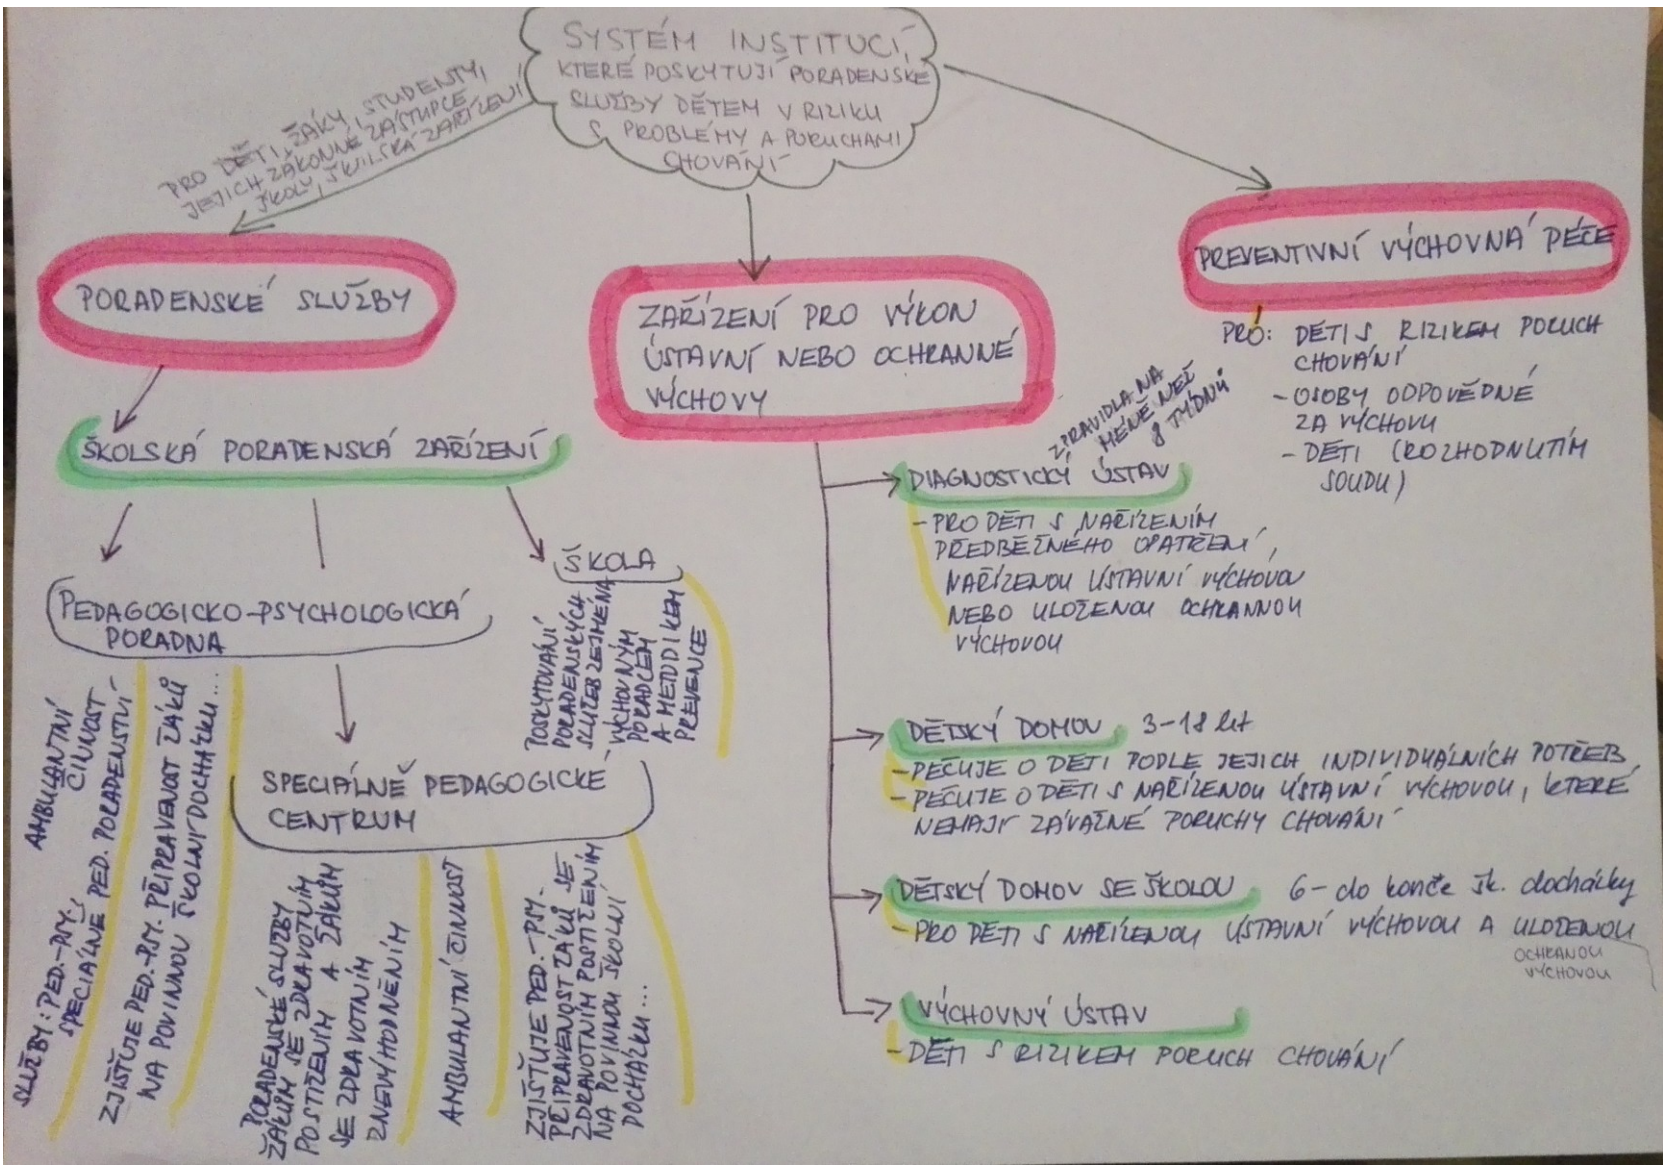 SYSTÉM INSTITUCÍ,
KTERÉ POSKYTUJÍ PORADENSKÉ
SLUŽBY DĚTEM V RIZIKU
S PROBLÉMY A PORUCHAMI
CHOVÁNÍ
PRO DĚTI, ŽÁKY, STUDENTY,
JEJICH ZÁKONNÉ ZÁSTUPCE,
ŠKOLY, ŠKOLSKÁ ZAŘÍZENÍ
PORADENSKÉ SLUŽBY
ŠKOLSKÁ PORADENSKÁ ZAŘÍZENÍ
PEDAGOGICKO-PSYCHOLOGICKÁ
PORADNA
AMBULANTNÍ
ČINNOST
SLUŽBY: PED.-PSY.,
SPECIÁLNĚ PED. PORADENSTVÍ
ZJIŠŤUJE PED.-PSY. PŘIPRAVENOST ŽÁKŮ
NA POVINNOU ŠKOLNÍ DOCHÁZKU...
SPECIÁLNĚ PEDAGOGICKÉ
CENTRUM
PORADENSKÉ SLUŽBY
ŽÁKŮM SE ZDRAVOTNÍM
POSTIŽENÍM A ŽÁKŮM
SE ZDRAVOTNÍM
ZNEVÝHODNĚNÍM
AMBULANTNÍ ČINNOST
ZJIŠŤUJE PED.-PSY.
PŘIPRAVENOST ŽÁKŮ SE
ZDRAVOTNÍM POSTIŽENÍM
NA POVINNOU ŠKOLNÍ
DOCHÁZKU...
ŠKOLA
POSKYTOVÁNÍ
PORADENSKÝCH
SLUŽEB ZEJMÉNA
VÝCHOVNÝM
PORADCEM
A METODIKEM
PREVENCE
ZAŘÍZENÍ PRO VÝKON
ÚSTAVNÍ NEBO OCHRANNÉ
VÝCHOVY
ZPRAVIDLA NA
MÉNĚ NEŽ
8 TÝDNŮ
DIAGNOSTICKÝ ÚSTAV
- PRO DĚTI S NAŘÍZENÍM
PŘEDBĚŽNÉHO OPATŘENÍ,
NAŘÍZENOU ÚSTAVNÍ VÝCHOVOU
NEBO ULOŽENOU OCHRANNOU
VÝCHOVOU
DĚTSKÝ DOMOV 3-18 let
- PEČUJE O DĚTI PODLE JEJICH INDIVIDUÁLNÍCH POTŘEB
- PEČUJE O DĚTI S NAŘÍZENOU ÚSTAVNÍ VÝCHOVOU, KTERÉ
NEMAJÍ ZÁVAŽNÉ PORUCHY CHOVÁNÍ
DĚTSKÝ DOMOV SE ŠKOLOU 6 - do konce šk. docházky
- PRO DĚTI S NAŘÍZENOU ÚSTAVNÍ VÝCHOVOU A ULOŽENOU
OCHRANOU
VÝCHOVOU
VÝCHOVNÝ ÚSTAV
- DĚTI S RIZIKEM PORUCH CHOVÁNÍ
PREVENTIVNÍ VÝCHOVNÁ PÉČE
PRO: DĚTI S RIZIKEM PORUCH
CHOVÁNÍ
- OSOBY ODPOVĚDNÉ
ZA VÝCHOVU
- DĚTI (ROZHODNUTÍM
SOUDU)